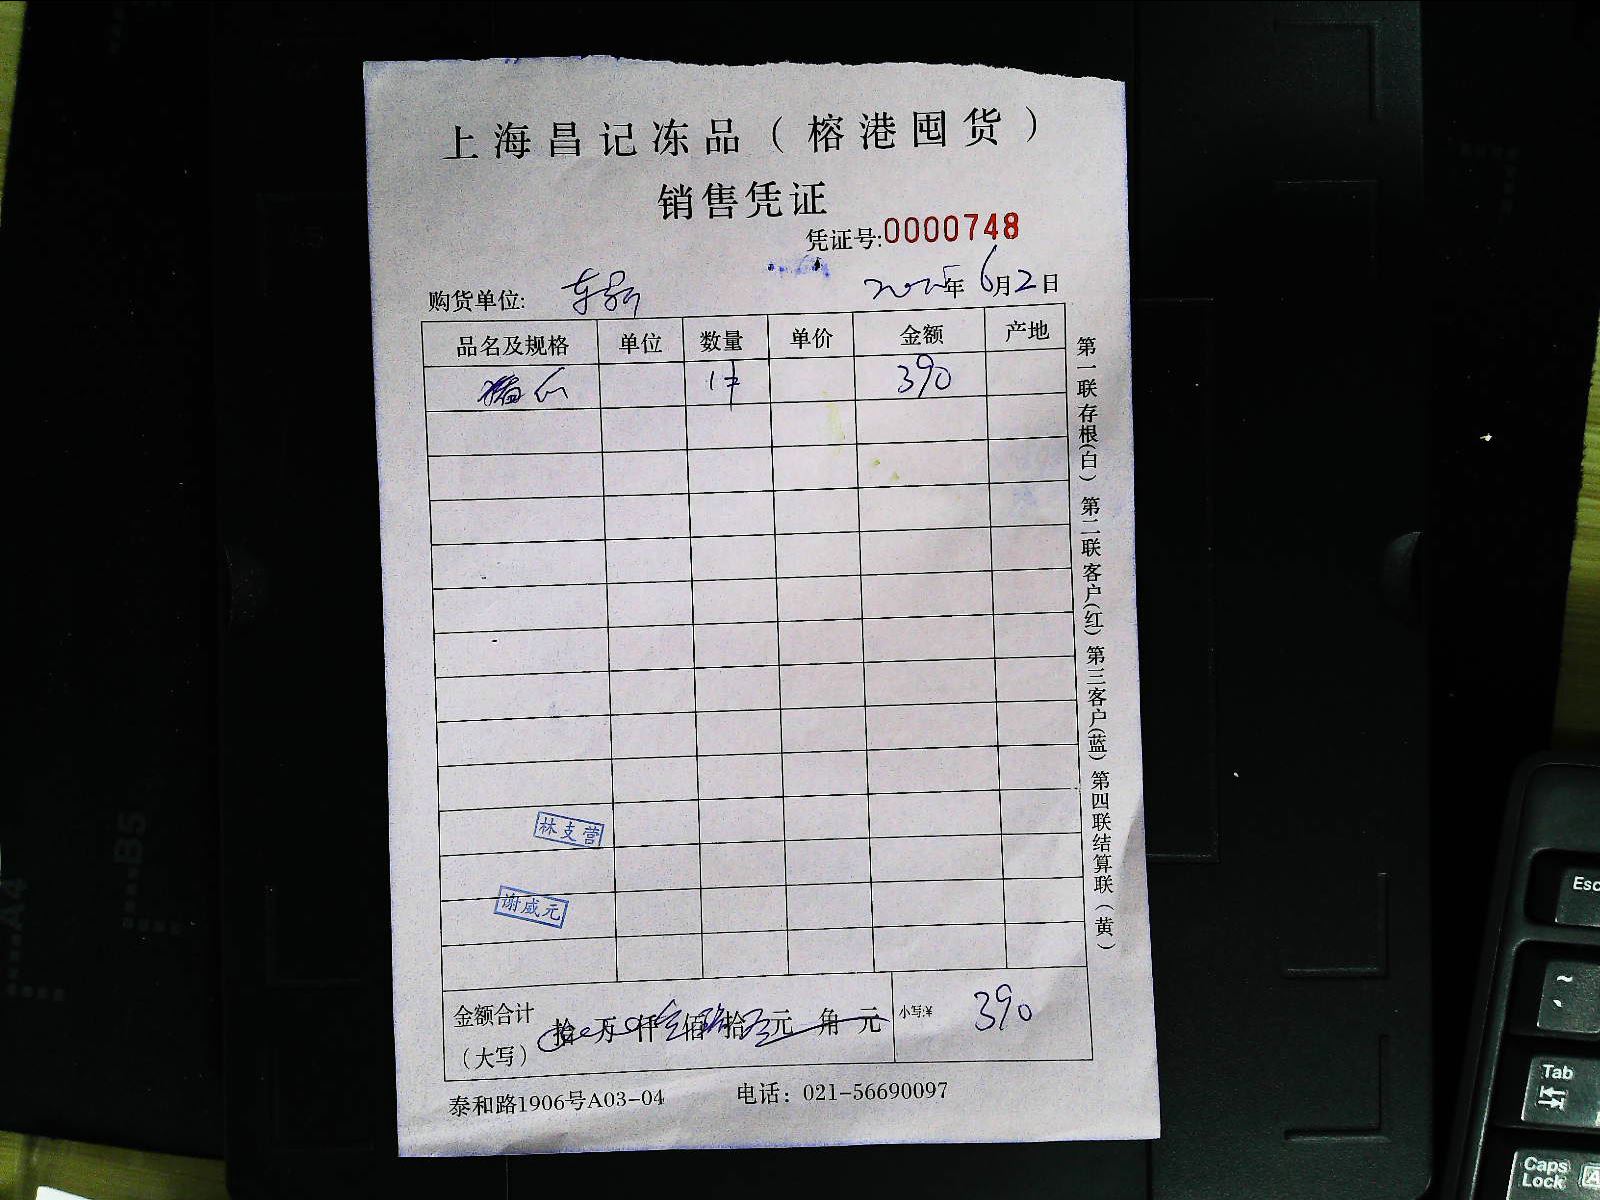 上海昌记冻品（榕港囤货）
销售凭证
凭证号:0000748
购货单位:
2025年6月2日
品名及规格 单位 数量 单价 金额 产地
1件 390
第一联存根(白) 第二联客户(红) 第三客户(蓝) 第四联结算联(黄)
林支营
谢威元
金额合计 拾 万 仟 佰 拾 元 角 元 小写:¥ 390
（大写）
泰和路1906号A03-04 电话：021-56690097
B5
A4
Esc
~
Tab
Caps Lock
A